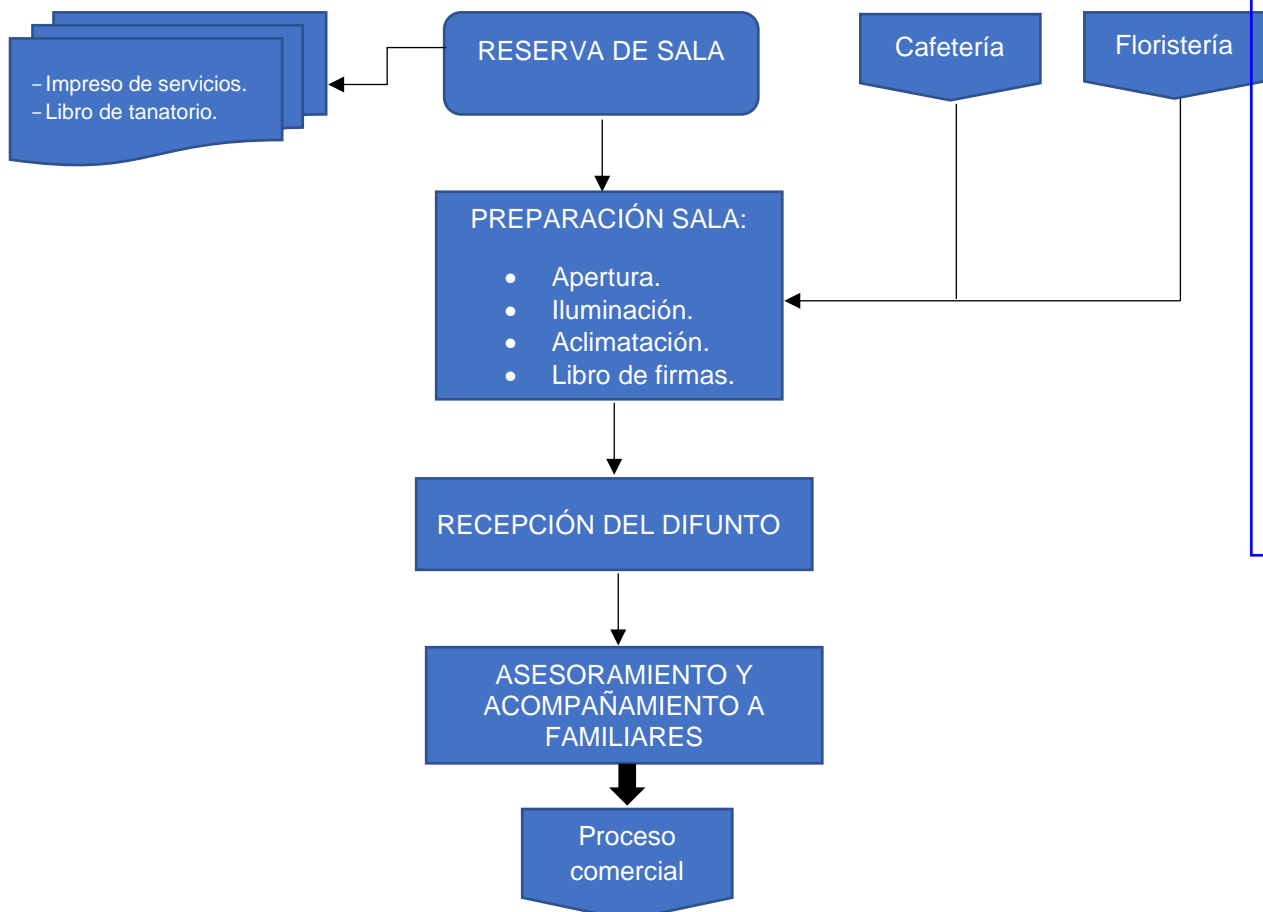 – Impreso de servicios.
– Libro de tanatorio.
RESERVA DE SALA
Cafetería
Floristería
PREPARACIÓN SALA:
• Apertura.
• Iluminación.
• Aclimatación.
• Libro de firmas.
RECEPCIÓN DEL DIFUNTO
ASESORAMIENTO Y
ACOMPAÑAMIENTO A
FAMILIARES
Proceso
comercial